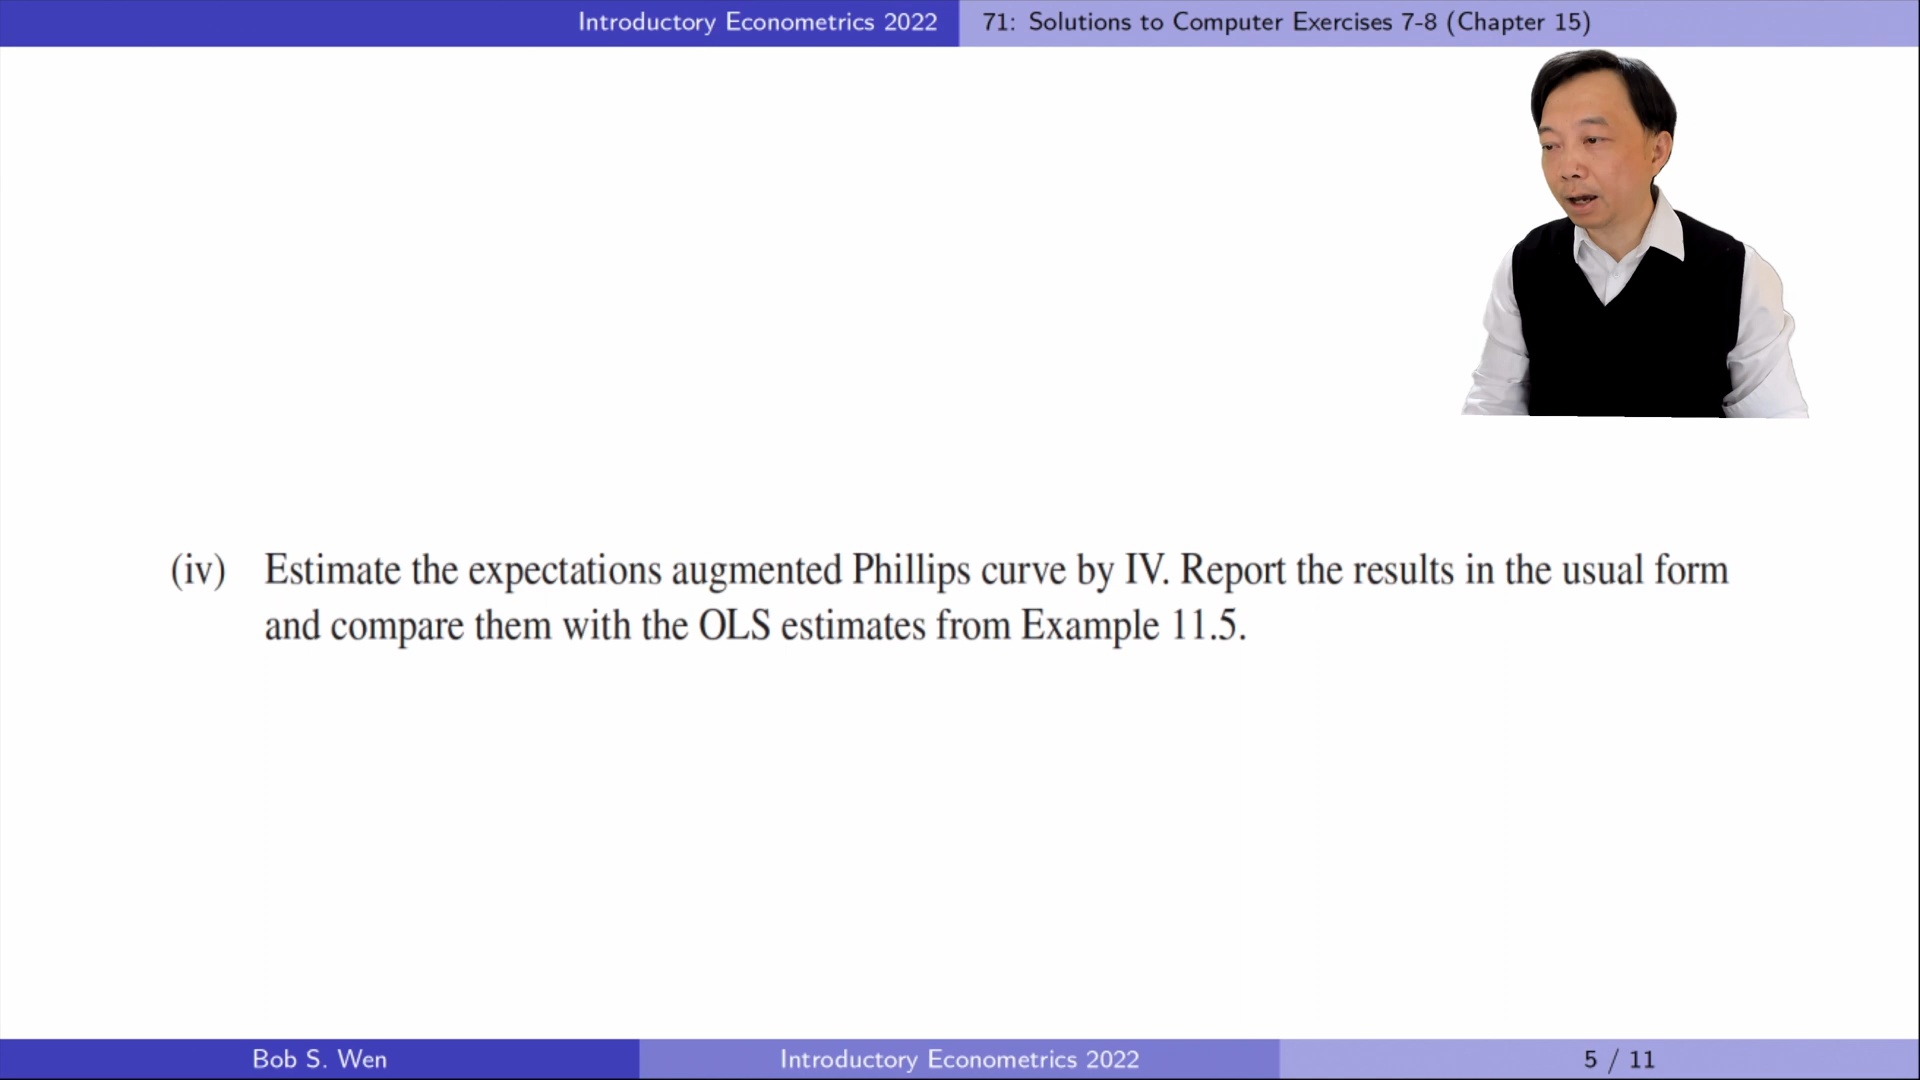 Introductory Econometrics 2022
71: Solutions to Computer Exercises 7-8 (Chapter 15)
(iv) Estimate the expectations augmented Phillips curve by IV. Report the results in the usual form
and compare them with the OLS estimates from Example 11.5.
Bob S. Wen
Introductory Econometrics 2022
5 / 11